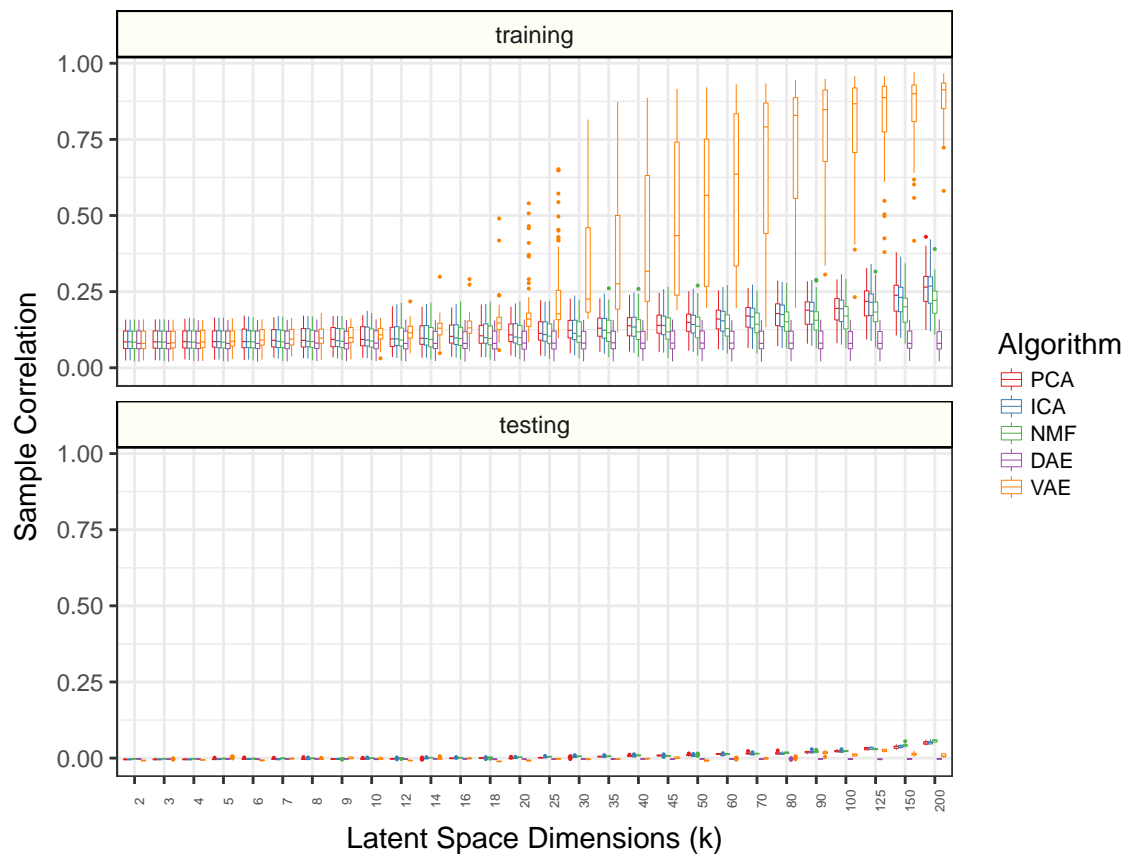 training
1.00
0.75
0.50
0.25
0.00
testing
1.00
0.75
0.50
0.25
0.00
Sample Correlation
2 3 4 5 6 7 8 9 10 12 14 16 18 20 25 30 35 40 45 50 60 70 80 90 100 125 150 200
Latent Space Dimensions (k)
Algorithm
PCA
ICA
NMF
DAE
VAE